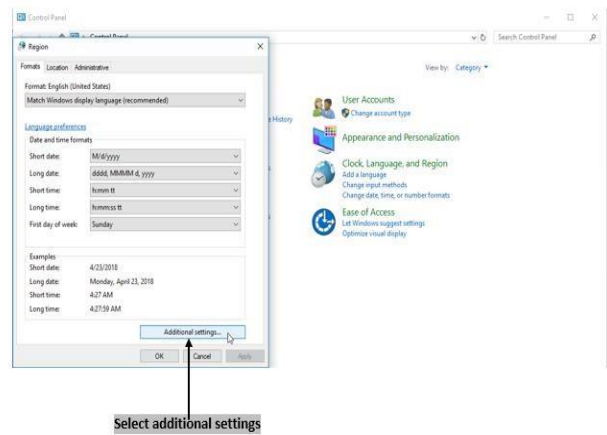 Control Panel
Control Panel
Search Control Panel
Region
Formats Location Administrative
Format: English (United States)
Match Windows display language (recommended)
Language preferences
Date and time formats
Short date: M/d/yyyy
Long date: dddd, MMMM d, yyyy
Short time: h:mm tt
Long time: h:mm:ss tt
First day of week: Sunday
Examples
Short date: 4/23/2018
Long date: Monday, April 23, 2018
Short time: 4:27 AM
Long time: 4:27:59 AM
Additional settings...
OK Cancel Apply
View by: Category
e History
User Accounts
Change account type
Appearance and Personalization
Clock, Language, and Region
Add a language
Change input methods
Change date, time, or number formats
Ease of Access
Let Windows suggest settings
Optimize visual display
Select additional settings